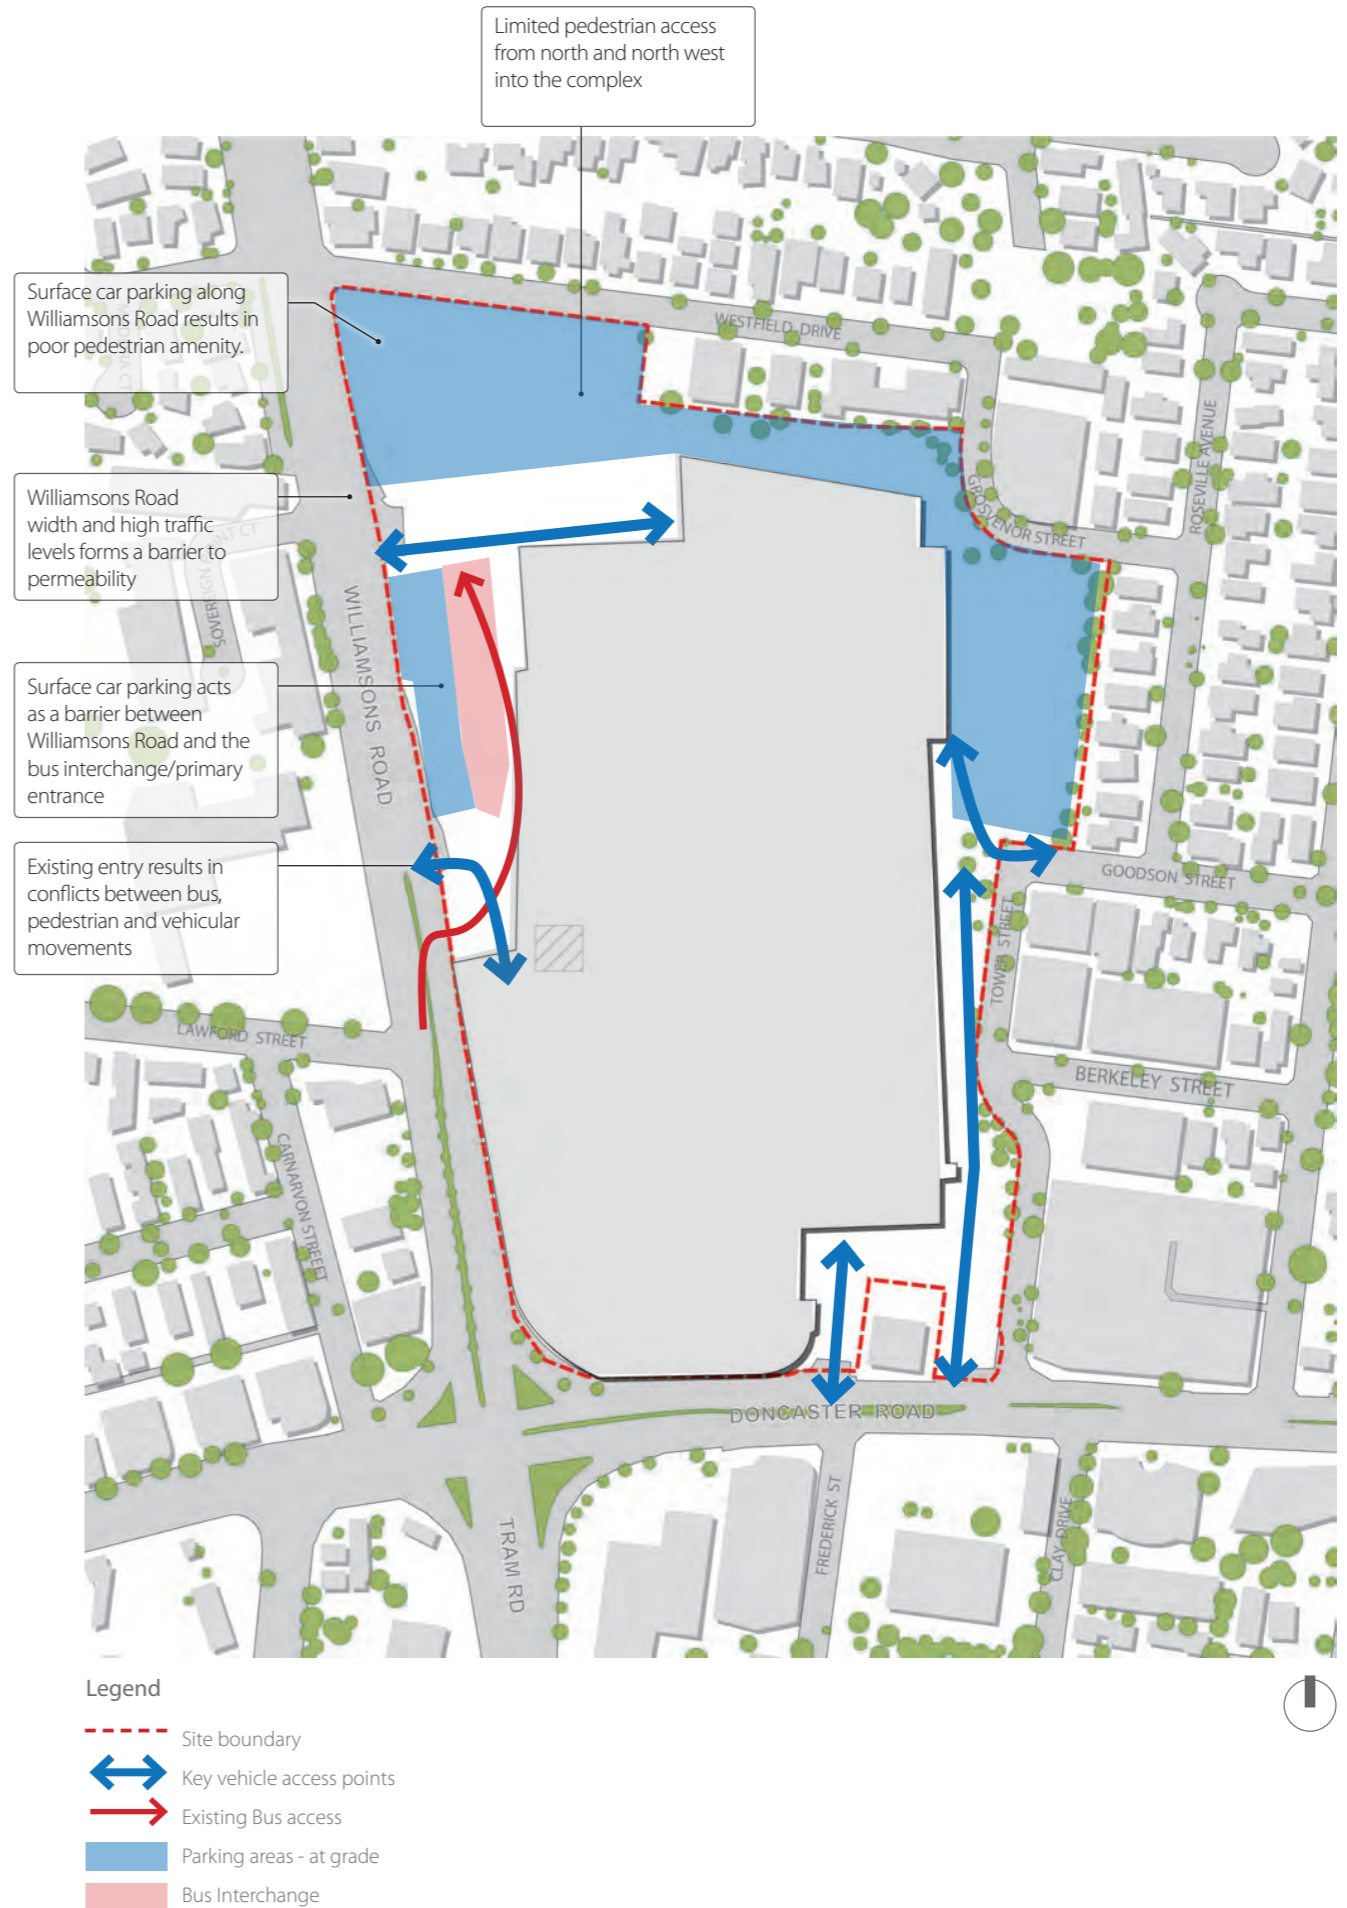 Limited pedestrian access
from north and north west
into the complex
Surface car parking along
Williamsons Road results in
poor pedestrian amenity.
WESTFIELD DRIVE
ROSEVILLE AVENUE
GROSVENOR STREET
Williamsons Road
width and high traffic
levels forms a barrier to
permeability
WILLIAMSONS ROAD
Surface car parking acts
as a barrier between
Williamsons Road and the
bus interchange/primary
entrance
Existing entry results in
conflicts between bus,
pedestrian and vehicular
movements
GOODSON STREET
TOWER STREET
LAWFORD STREET
BERKELEY STREET
CARNARVON STREET
DONCASTER ROAD
TRAM RD
FREDERICK ST
CLAY DRIVE
Legend
Site boundary
Key vehicle access points
Existing Bus access
Parking areas - at grade
Bus Interchange